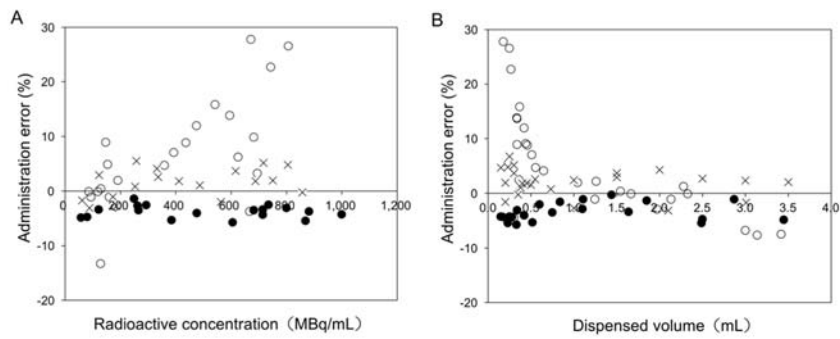 A
Administration error (%)
30
20
10
0
-10
-20
0 200 400 600 800 1,000 1,200
Radioactive concentration（MBq/mL）
B
Administration error (%)
30
20
10
0
-10
-20
0.0 0.5 1.0 1.5 2.0 2.5 3.0 3.5 4.0
Dispensed volume（mL）